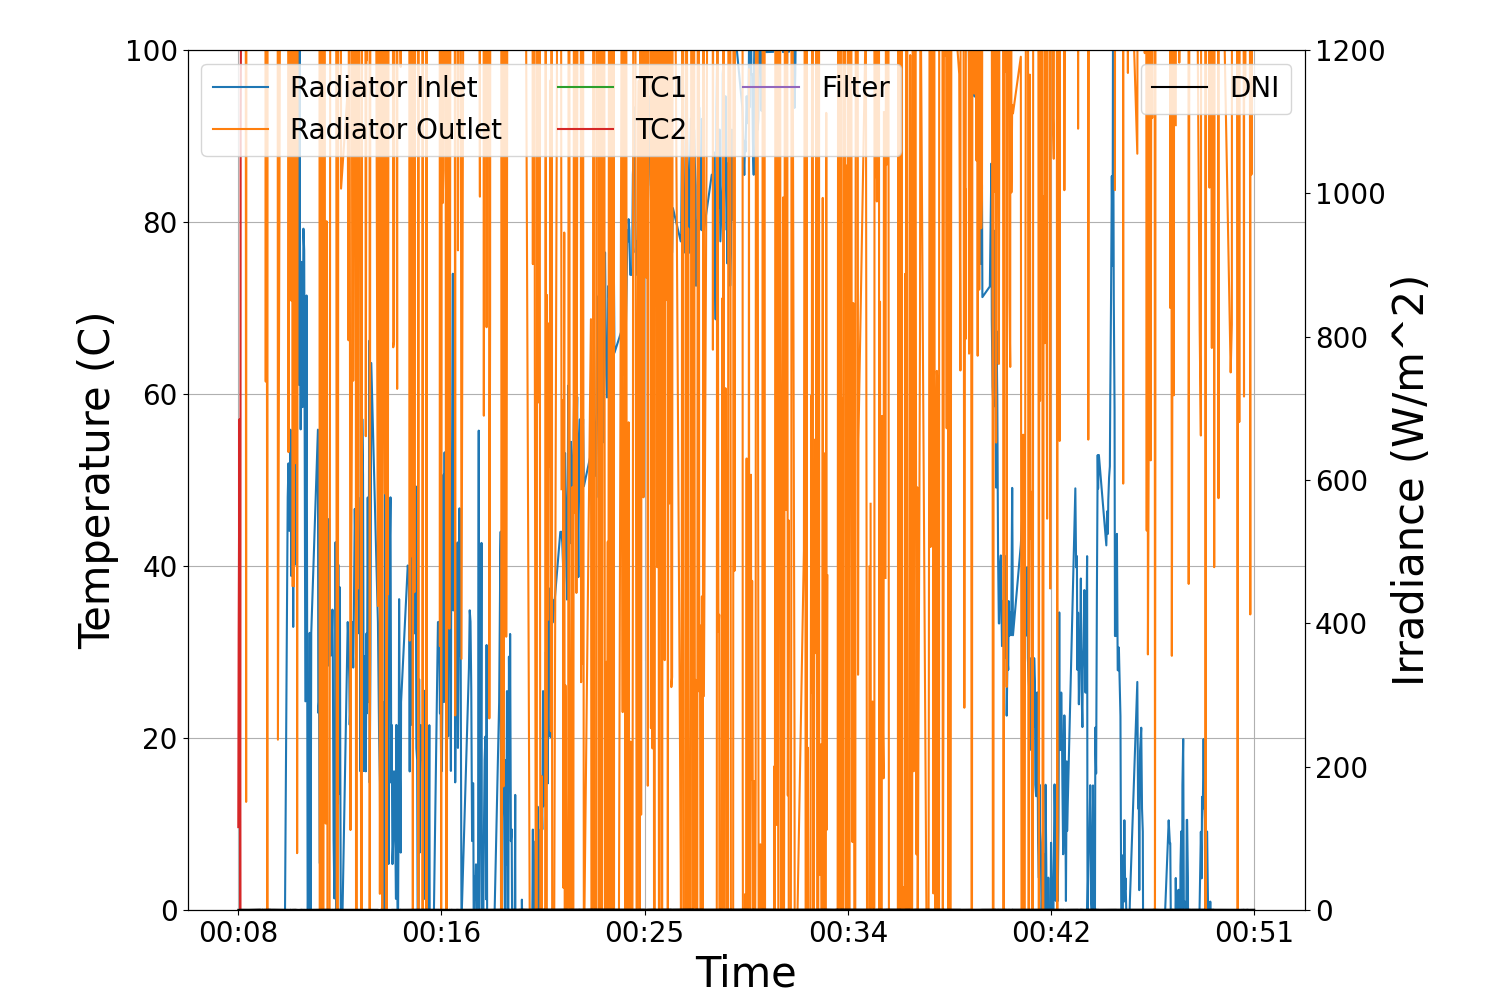 Radiator Inlet
Radiator Outlet
TC1
TC2
Filter
DNI
Temperature (C)
100
80
60
40
20
0
Irradiance (W/m^2)
1200
1000
800
600
400
200
0
00:08 00:16 00:25 00:34 00:42 00:51
Time